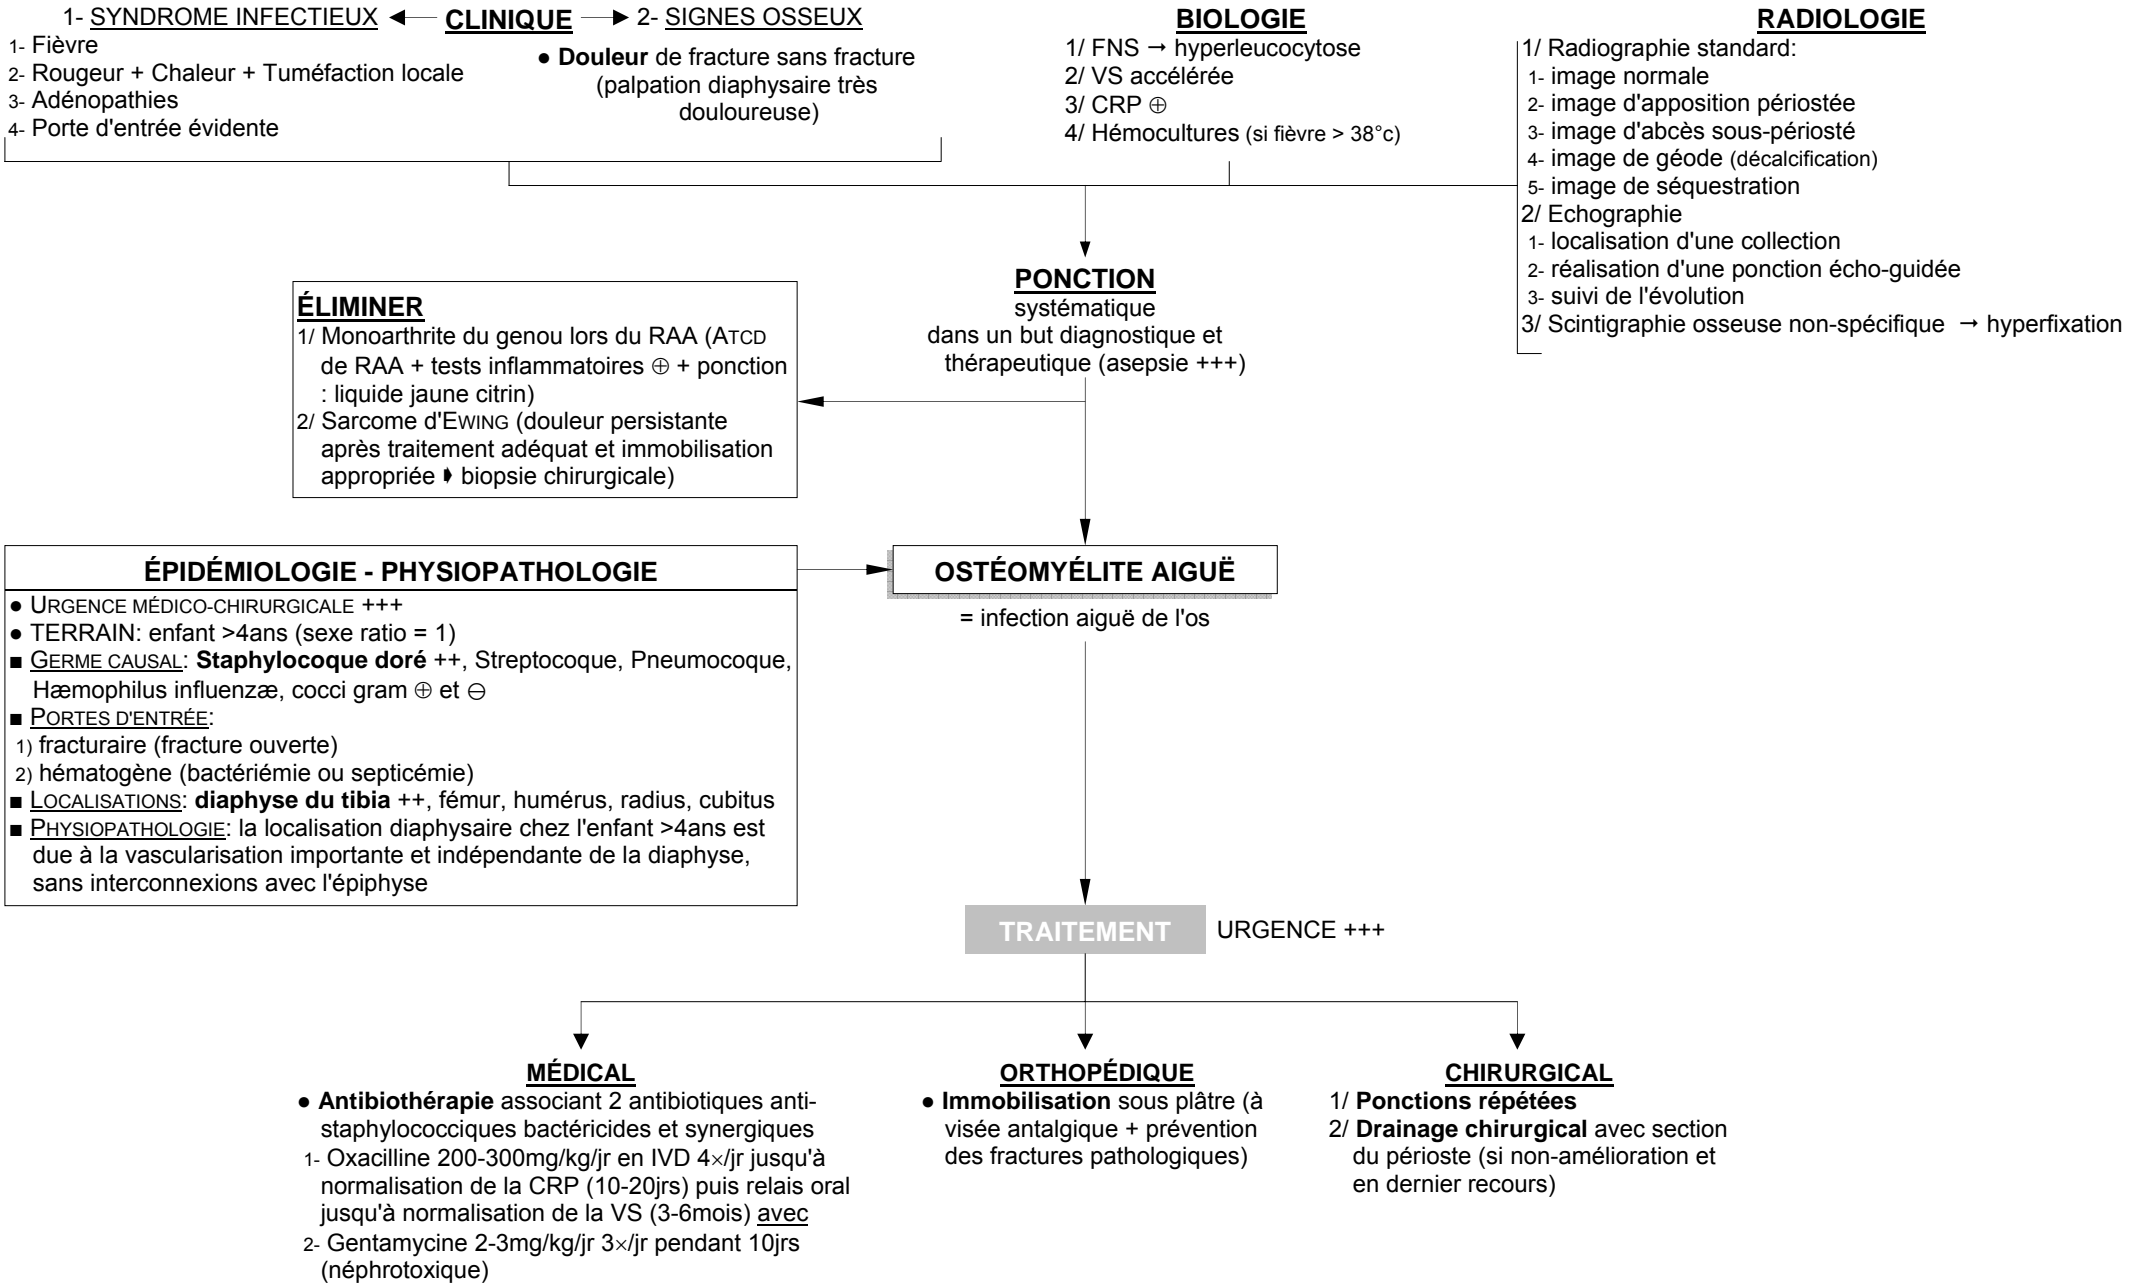 1- SYNDROME INFECTIEUX ◄── CLINIQUE ──► 2- SIGNES OSSEUX
1- Fièvre
2- Rougeur + Chaleur + Tuméfaction locale
3- Adénopathies
4- Porte d'entrée évidente
● Douleur de fracture sans fracture
(palpation diaphysaire très
douloureuse)
BIOLOGIE
1/ FNS → hyperleucocytose
2/ VS accélérée
3/ CRP ⊕
4/ Hémocultures (si fièvre > 38°c)
RADIOLOGIE
1/ Radiographie standard:
1- image normale
2- image d'apposition périostée
3- image d'abcès sous-périosté
4- image de géode (décalcification)
5- image de séquestration
2/ Echographie
1- localisation d'une collection
2- réalisation d'une ponction écho-guidée
3- suivi de l'évolution
3/ Scintigraphie osseuse non-spécifique → hyperfixation
PONCTION
systématique
dans un but diagnostique et
thérapeutique (asepsie +++)
ÉLIMINER
1/ Monoarthrite du genou lors du RAA (ATCD
de RAA + tests inflammatoires ⊕ + ponction
: liquide jaune citrin)
2/ Sarcome d'EWING (douleur persistante
après traitement adéquat et immobilisation
appropriée ➧ biopsie chirurgicale)
ÉPIDÉMIOLOGIE - PHYSIOPATHOLOGIE
● URGENCE MÉDICO-CHIRURGICALE +++
● TERRAIN: enfant >4ans (sexe ratio = 1)
■ GERME CAUSAL: Staphylocoque doré ++, Streptocoque, Pneumocoque,
Hæmophilus influenzæ, cocci gram ⊕ et ⊖
■ PORTES D'ENTRÉE:
1) fracturaire (fracture ouverte)
2) hématogène (bactériémie ou septicémie)
■ LOCALISATIONS: diaphyse du tibia ++, fémur, humérus, radius, cubitus
■ PHYSIOPATHOLOGIE: la localisation diaphysaire chez l'enfant >4ans est
due à la vascularisation importante et indépendante de la diaphyse,
sans interconnexions avec l'épiphyse
OSTÉOMYÉLITE AIGUË
= infection aiguë de l'os
TRAITEMENT URGENCE +++
MÉDICAL
● Antibiothérapie associant 2 antibiotiques anti-
staphylococciques bactéricides et synergiques
1- Oxacilline 200-300mg/kg/jr en IVD 4×/jr jusqu'à
normalisation de la CRP (10-20jrs) puis relais oral
jusqu'à normalisation de la VS (3-6mois) avec
2- Gentamycine 2-3mg/kg/jr 3×/jr pendant 10jrs
(néphrotoxique)
ORTHOPÉDIQUE
● Immobilisation sous plâtre (à
visée antalgique + prévention
des fractures pathologiques)
CHIRURGICAL
1/ Ponctions répétées
2/ Drainage chirurgical avec section
du périoste (si non-amélioration et
en dernier recours)